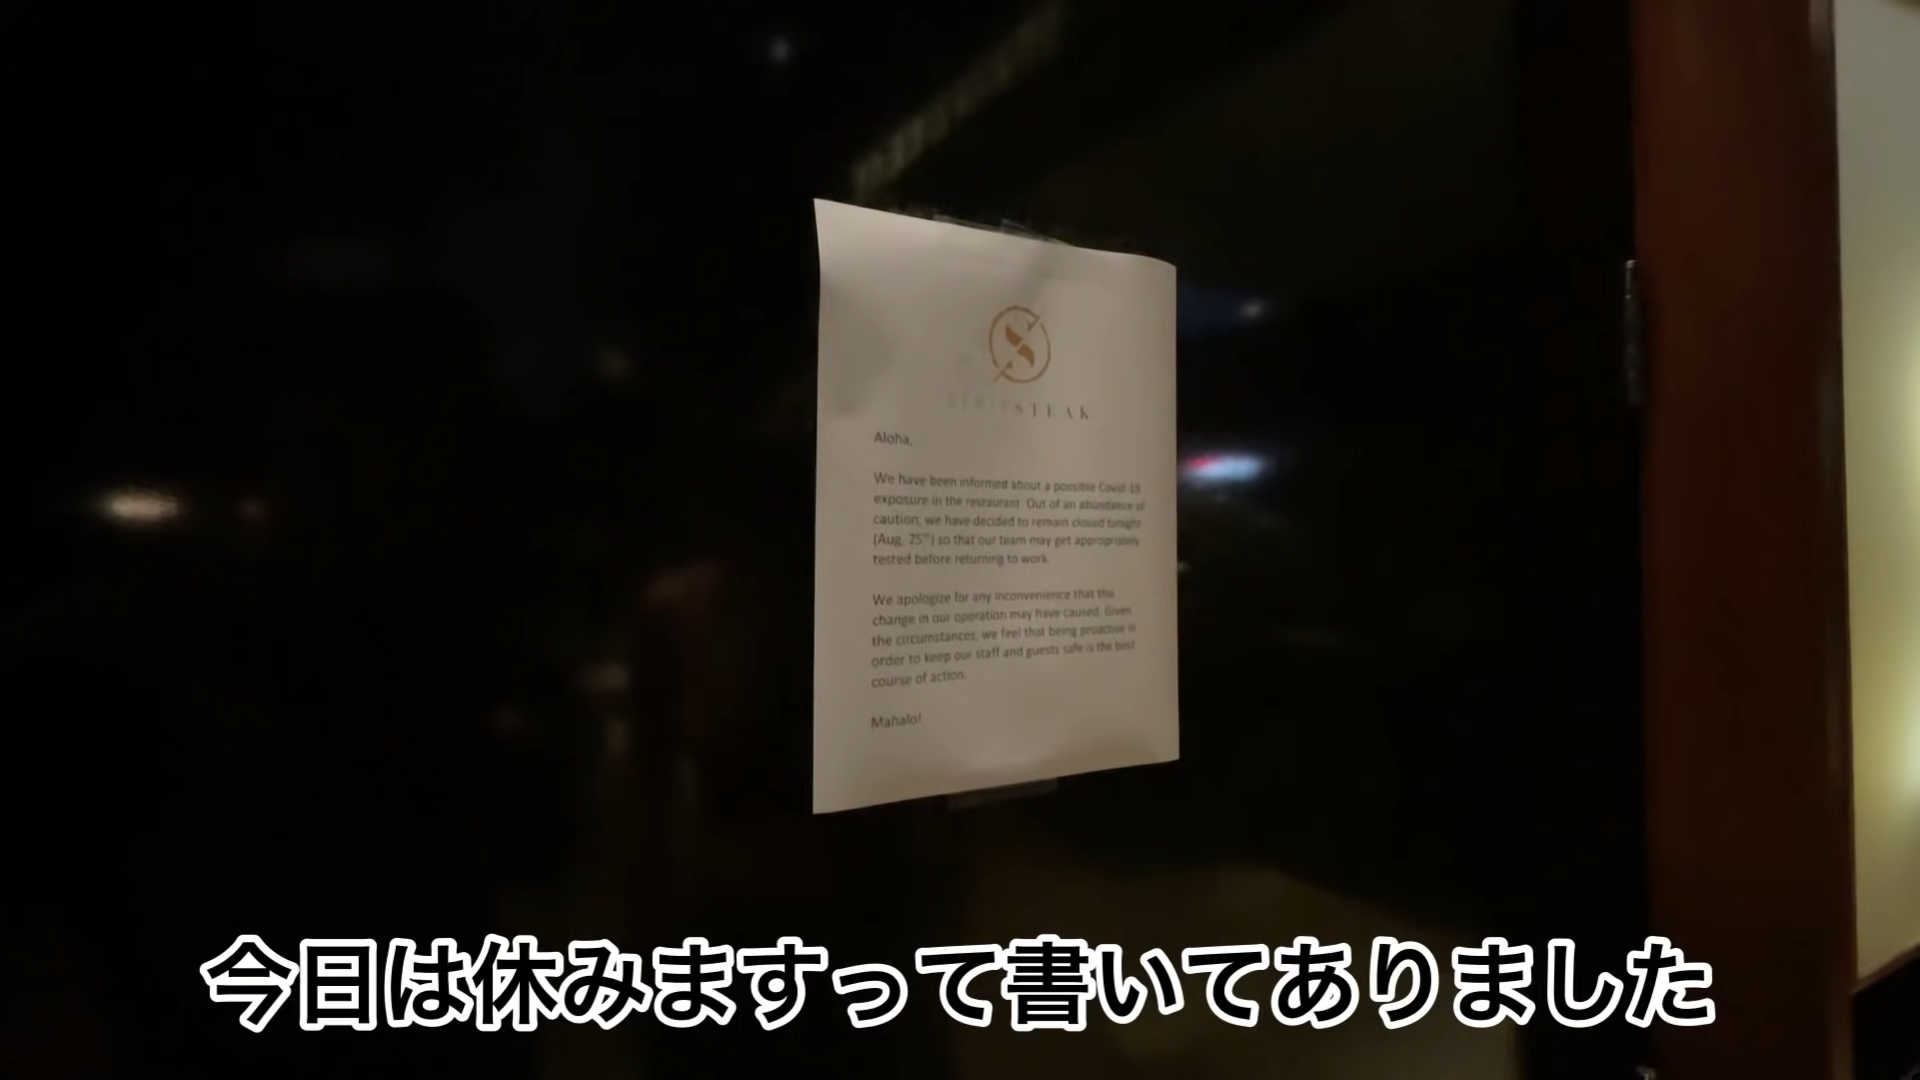 STEAK
Aloha,
We have been informed about a possible Covid-19
exposure in the restaurant. Out of an abundance of
caution, we have decided to remain closed tonight
(Aug. 25th) so that our team may get appropriately
tested before returning to work.
We apologize for any inconvenience that this
change in our operation may have caused. Given
the circumstances, we feel that being proactive in
order to keep our staff and guests safe is the best
course of action.
Mahalo!
今日は休みますって書いてありました